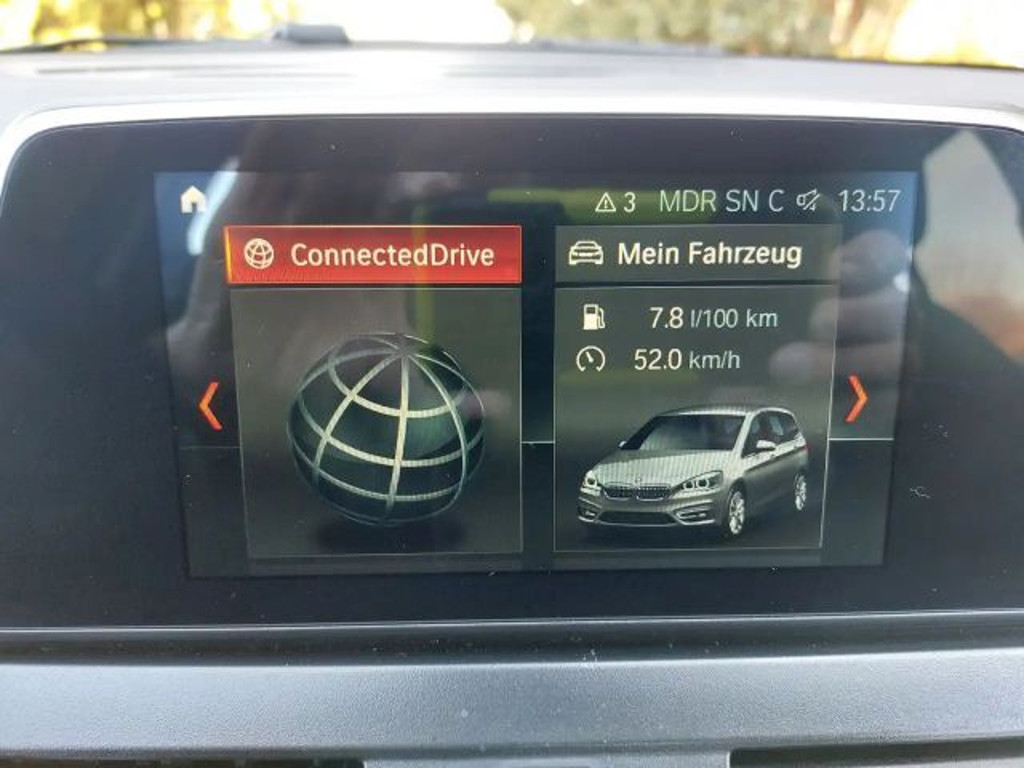 3 MDR SN C 13:57
ConnectedDrive
Mein Fahrzeug
7.8 l/100 km
52.0 km/h